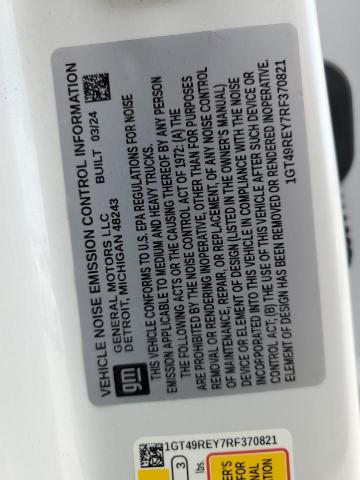 VEHICLE NOISE EMISSION CONTROL INFORMATION
GENERAL MOTORS LLC
BUILT 03/24
DETROIT, MICHIGAN 48243
gm
THIS VEHICLE CONFORMS TO U.S. EPA REGULATIONS FOR NOISE
EMISSION APPLICABLE TO MEDIUM AND HEAVY TRUCKS.
THE FOLLOWING ACTS OR THE CAUSING THEREOF BY ANY PERSON
ARE PROHIBITED BY THE NOISE CONTROL ACT OF 1972: (A) THE
REMOVAL OR RENDERING INOPERATIVE, OTHER THAN FOR PURPOSES
OF MAINTENANCE, REPAIR, OR REPLACEMENT, OF ANY NOISE CONTROL
DEVICE OR ELEMENT OF DESIGN (LISTED IN THE OWNER'S MANUAL)
INCORPORATED INTO THIS VEHICLE IN COMPLIANCE WITH THE NOISE
CONTROL ACT; (B) THE USE OF THIS VEHICLE AFTER SUCH DEVICE OR
ELEMENT OF DESIGN HAS BEEN REMOVED OR RENDERED INOPERATIVE.
1GT49REY7RF370821
1GT49REY7RF370821
3
lbs.
ER'S
FOR
NAL